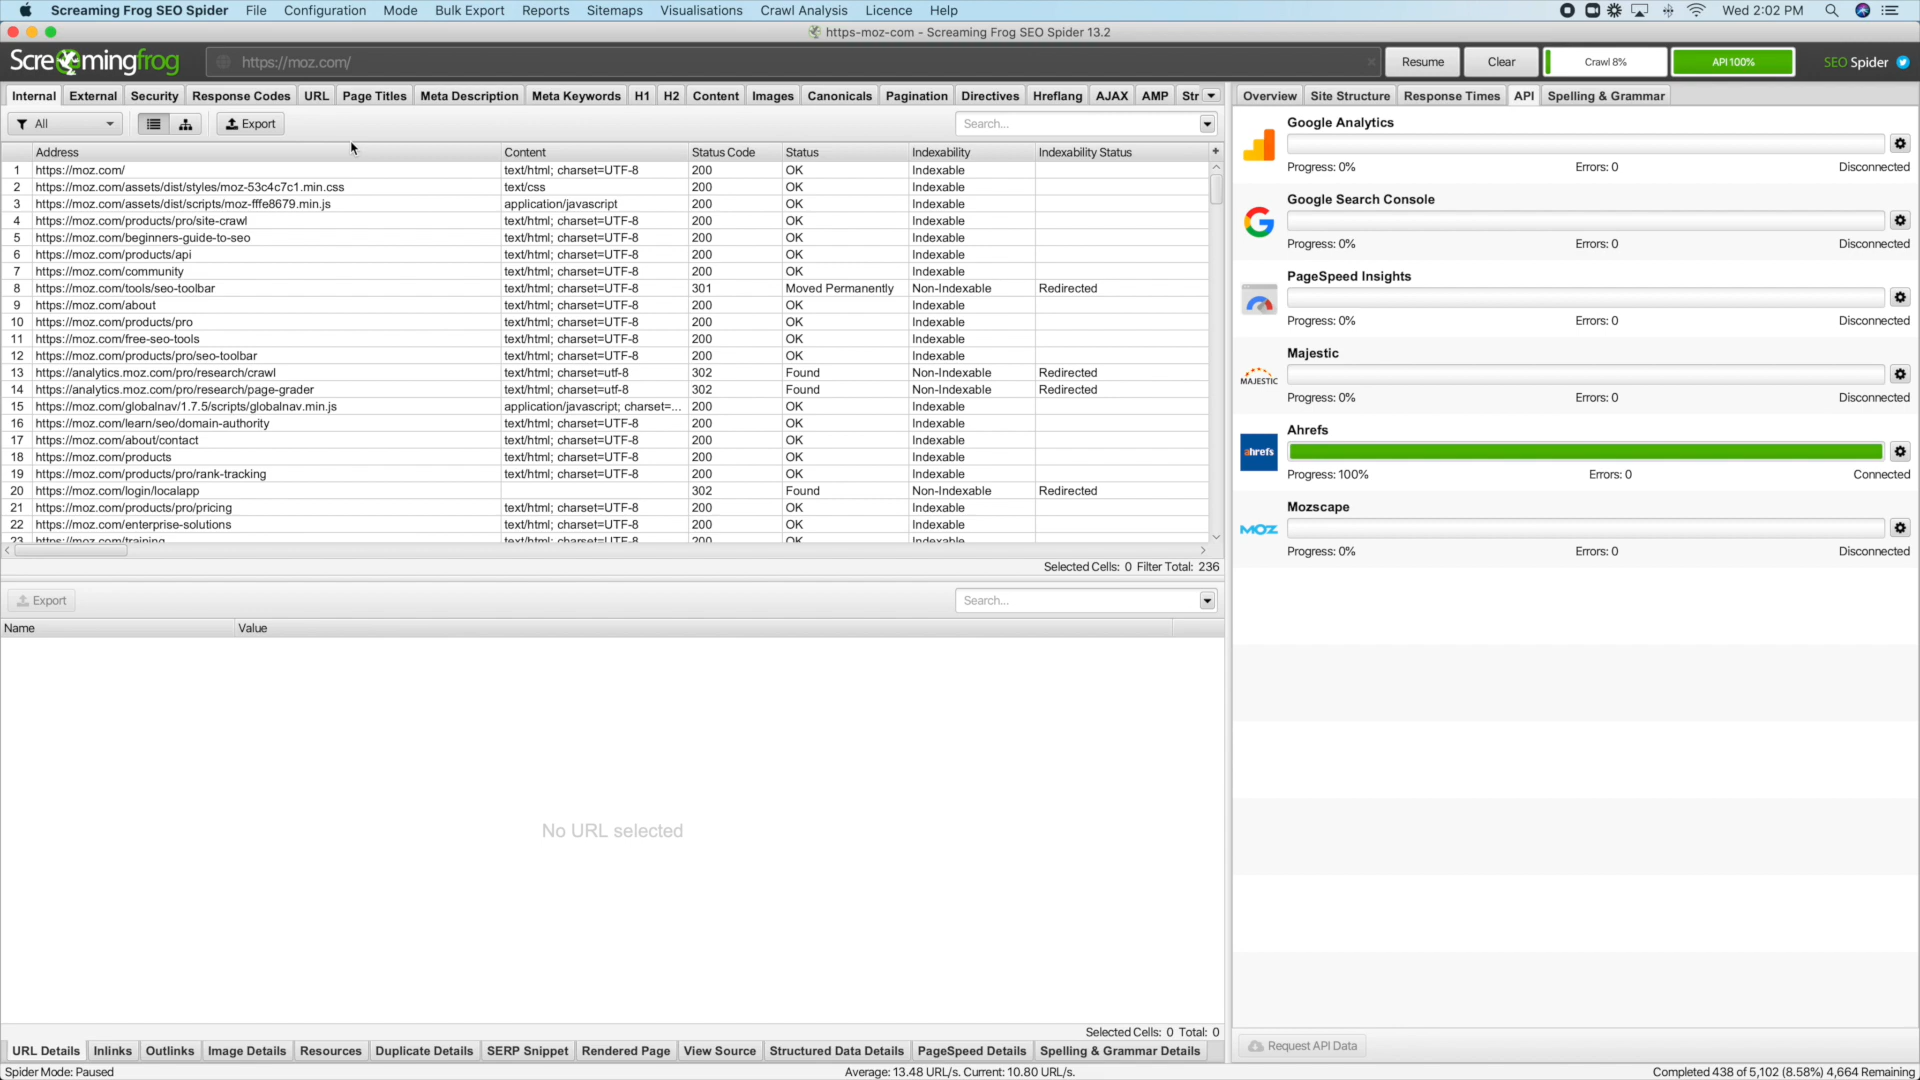 Screaming Frog SEO Spider File Configuration Mode Bulk Export Reports Sitemaps Visualisations Crawl Analysis Licence Help Wed 2:02 PM
https-moz-com - Screaming Frog SEO Spider 13.2
Screamingfrog https://moz.com/ Resume Clear Crawl 8% API 100% SEO Spider
Internal External Security Response Codes URL Page Titles Meta Description Meta Keywords H1 H2 Content Images Canonicals Pagination Directives Hreflang AJAX AMP Str
All Export Search...
Address Content Status Code Status Indexability Indexability Status +
1 https://moz.com/ text/html; charset=UTF-8 200 OK Indexable
2 https://moz.com/assets/dist/styles/moz-53c4c7c1.min.css text/css 200 OK Indexable
3 https://moz.com/assets/dist/scripts/moz-fffe8679.min.js application/javascript 200 OK Indexable
4 https://moz.com/products/pro/site-crawl text/html; charset=UTF-8 200 OK Indexable
5 https://moz.com/beginners-guide-to-seo text/html; charset=UTF-8 200 OK Indexable
6 https://moz.com/products/api text/html; charset=UTF-8 200 OK Indexable
7 https://moz.com/community text/html; charset=UTF-8 200 OK Indexable
8 https://moz.com/tools/seo-toolbar text/html; charset=UTF-8 301 Moved Permanently Non-Indexable Redirected
9 https://moz.com/about text/html; charset=UTF-8 200 OK Indexable
10 https://moz.com/products/pro text/html; charset=UTF-8 200 OK Indexable
11 https://moz.com/free-seo-tools text/html; charset=UTF-8 200 OK Indexable
12 https://moz.com/products/pro/seo-toolbar text/html; charset=UTF-8 200 OK Indexable
13 https://analytics.moz.com/pro/research/crawl text/html; charset=utf-8 302 Found Non-Indexable Redirected
14 https://analytics.moz.com/pro/research/page-grader text/html; charset=utf-8 302 Found Non-Indexable Redirected
15 https://moz.com/globalnav/1.7.5/scripts/globalnav.min.js application/javascript; charset=... 200 OK Indexable
16 https://moz.com/learn/seo/domain-authority text/html; charset=UTF-8 200 OK Indexable
17 https://moz.com/about/contact text/html; charset=UTF-8 200 OK Indexable
18 https://moz.com/products text/html; charset=UTF-8 200 OK Indexable
19 https://moz.com/products/pro/rank-tracking text/html; charset=UTF-8 200 OK Indexable
20 https://moz.com/login/localapp 302 Found Non-Indexable Redirected
21 https://moz.com/products/pro/pricing text/html; charset=UTF-8 200 OK Indexable
22 https://moz.com/enterprise-solutions text/html; charset=UTF-8 200 OK Indexable
23 https://moz.com/training text/html; charset=UTF-8 200 OK Indexable
Selected Cells: 0 Filter Total: 236
Export Search...
Name Value
No URL selected
Selected Cells: 0 Total: 0
URL Details Inlinks Outlinks Image Details Resources Duplicate Details SERP Snippet Rendered Page View Source Structured Data Details PageSpeed Details Spelling & Grammar Details
Overview Site Structure Response Times API Spelling & Grammar
Google Analytics
Progress: 0% Errors: 0 Disconnected
Google Search Console
Progress: 0% Errors: 0 Disconnected
PageSpeed Insights
Progress: 0% Errors: 0 Disconnected
Majestic
MAJESTIC
Progress: 0% Errors: 0 Disconnected
Ahrefs
ahrefs
Progress: 100% Errors: 0 Connected
Mozscape
MOZ
Progress: 0% Errors: 0 Disconnected
Request API Data
Spider Mode: Paused Average: 13.48 URL/s. Current: 10.80 URL/s. Completed 438 of 5,102 (8.58%) 4,664 Remaining